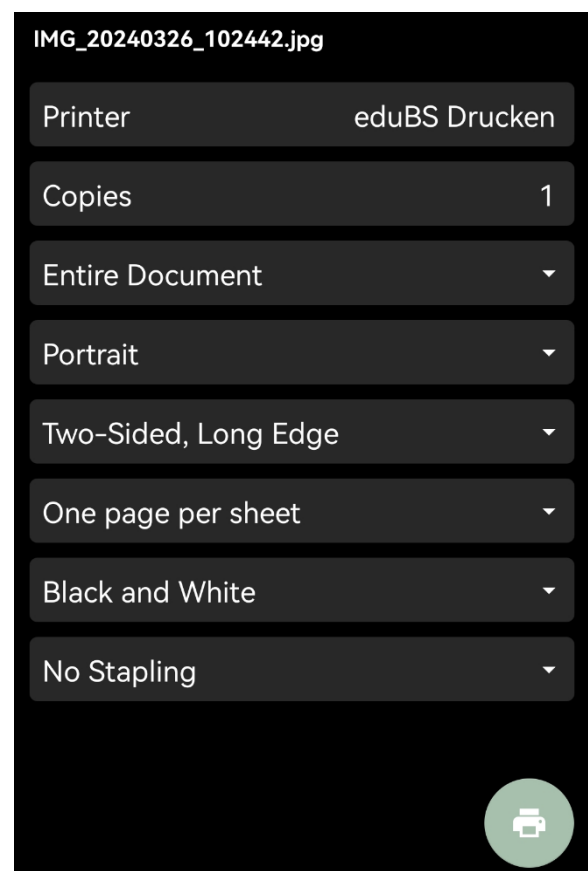 IMG_20240326_102442.jpg
Printer eduBS Drucken
Copies 1
Entire Document
Portrait
Two-Sided, Long Edge
One page per sheet
Black and White
No Stapling